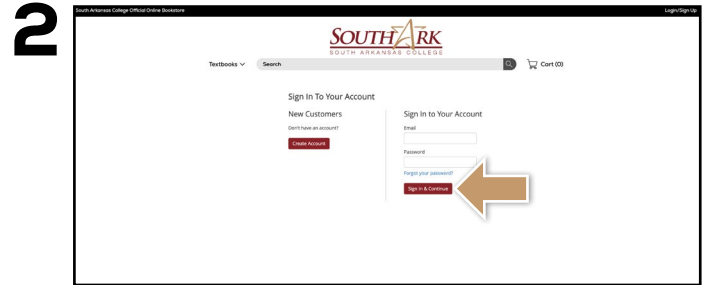 2
South Arkansas College Official Online Bookstore
Login/Sign Up
SOUTHARK
SOUTH ARKANSAS COLLEGE
Textbooks
Search
Cart (0)
Sign In To Your Account
New Customers
Don't have an account?
Create Account
Sign In to Your Account
Email
Password
Forgot your password?
Sign In & Continue